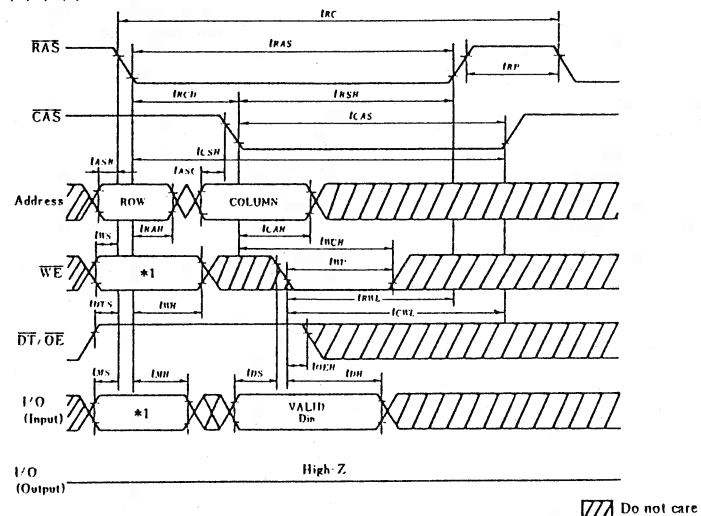 tRC
RAS
tRAS
tRP
tRCD
tRSH
CAS
tCAS
tCSH
tASR
tASC
Address
ROW
COLUMN
tRAH
tCAH
tWS
tWCH
WE
*1
tWP
tRWL
tDTS
tWH
tCWL
DT/OE
tOEH
tMS
tMH
tDS
tDH
I/O
(Input)
*1
VALID
Din
I/O
(Output)
High-Z
Do not care